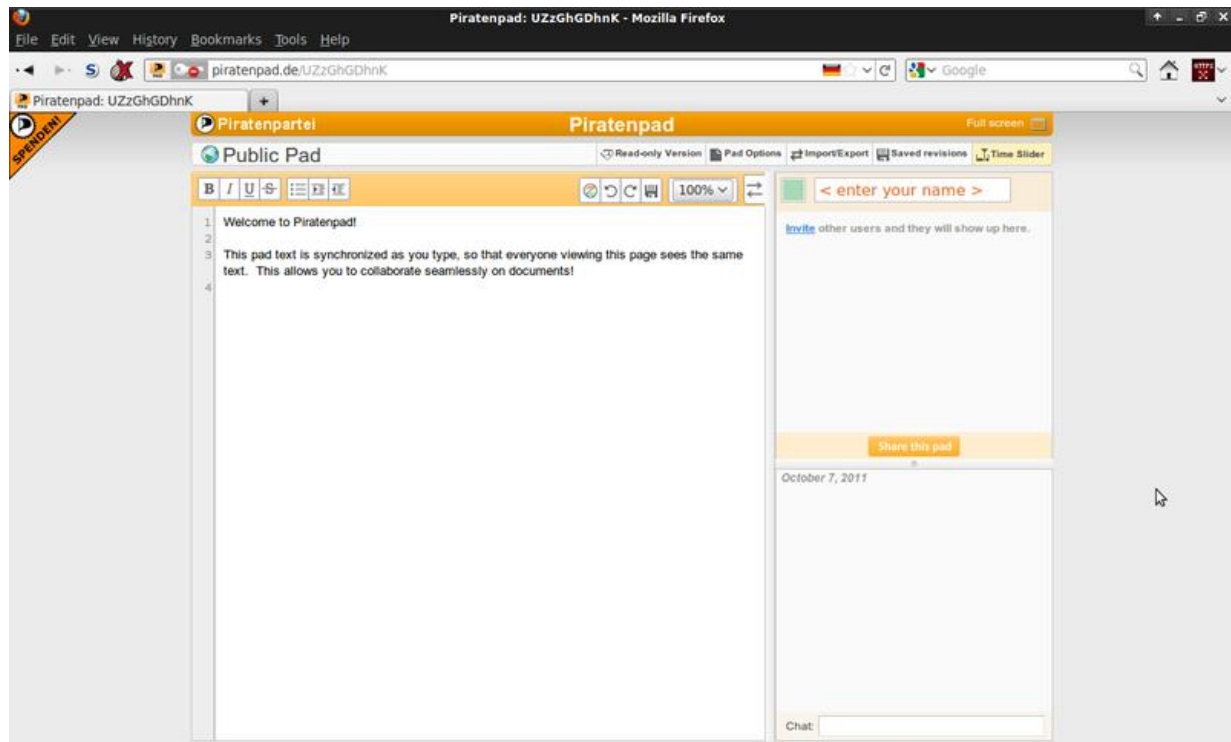 Piratenpad: UZzGhGDhnK - Mozilla Firefox
File Edit View History Bookmarks Tools Help
piratenpad.de/UZzGhGDhnK
Google
Piratenpad: UZzGhGDhnK
SPENDEN!
Piratenpartei Piratenpad Full screen
Public Pad Read-only Version Pad Options Import/Export Saved revisions Time Slider
B I U S 100% < enter your name >
1 Welcome to Piratenpad!
2
3 This pad text is synchronized as you type, so that everyone viewing this page sees the same
text. This allows you to collaborate seamlessly on documents!
4
Invite other users and they will show up here.
Share this pad
October 7, 2011
Chat: